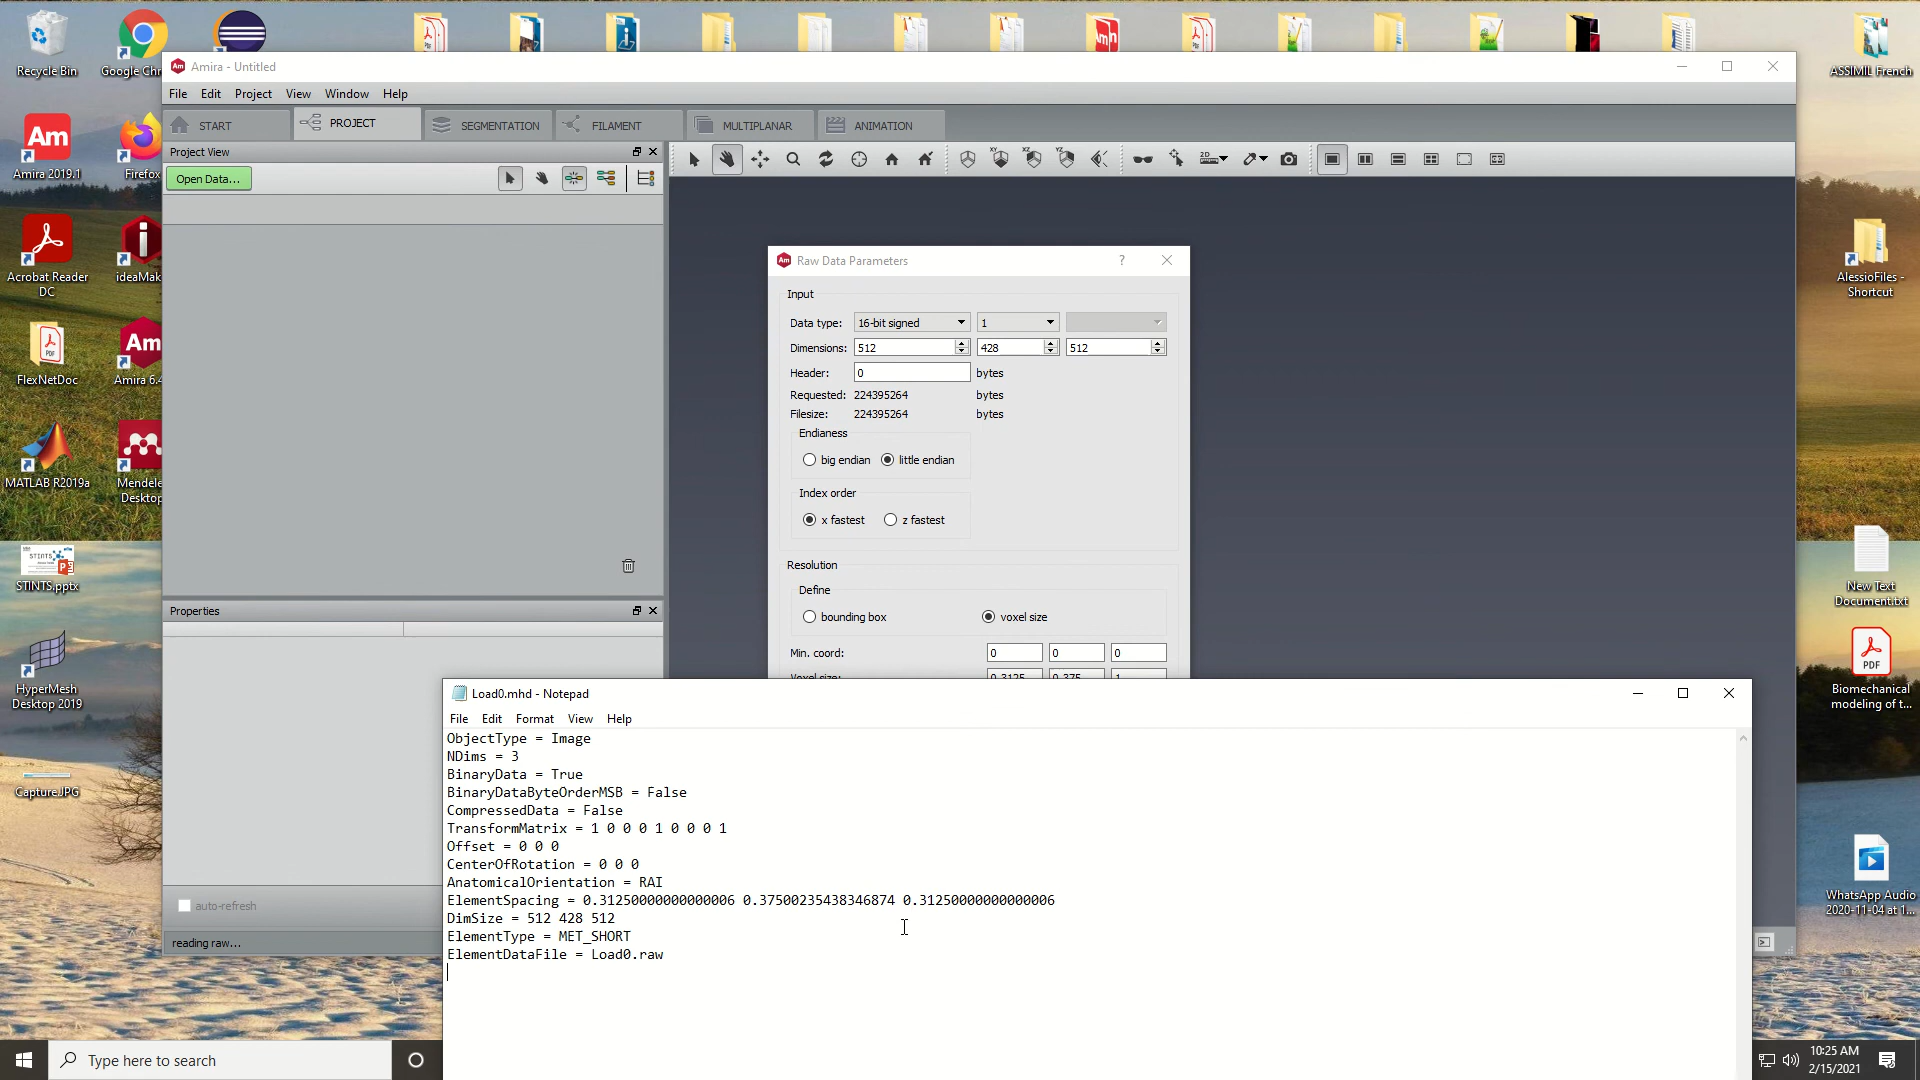 Recycle Bin
Google Chr
ASSIMIL French
Amira - Untitled
File Edit Project View Window Help
START PROJECT SEGMENTATION FILAMENT MULTIPLANAR ANIMATION
Project View
Open Data...
Amira 2019.1
Firefox
Acrobat Reader DC
ideaMak
FlexNetDoc
Amira 6.4
MATLAB R2019a
Mendele Desktop
STINTS.pptx
HyperMesh Desktop 2019
Capture.JPG
AlessioFiles - Shortcut
New Text Document.txt
Biomechanical modeling of t...
WhatsApp Audio 2020-11-04 at 1...
Raw Data Parameters
Input
Data type: 16-bit signed 1
Dimensions: 512 428 512
Header: 0 bytes
Requested: 224395264 bytes
Filesize: 224395264 bytes
Endianess
big endian little endian
Index order
x fastest z fastest
Resolution
Define
bounding box voxel size
Min. coord: 0 0 0
Voxel size: 0.3125 0.375 1
Properties
auto-refresh
reading raw...
Load0.mhd - Notepad
File Edit Format View Help
ObjectType = Image
NDims = 3
BinaryData = True
BinaryDataByteOrderMSB = False
CompressedData = False
TransformMatrix = 1 0 0 0 1 0 0 0 1
Offset = 0 0 0
CenterOfRotation = 0 0 0
AnatomicalOrientation = RAI
ElementSpacing = 0.31250000000000006 0.37500235438346874 0.31250000000000006
DimSize = 512 428 512
ElementType = MET_SHORT
ElementDataFile = Load0.raw
Type here to search
10:25 AM
2/15/2021